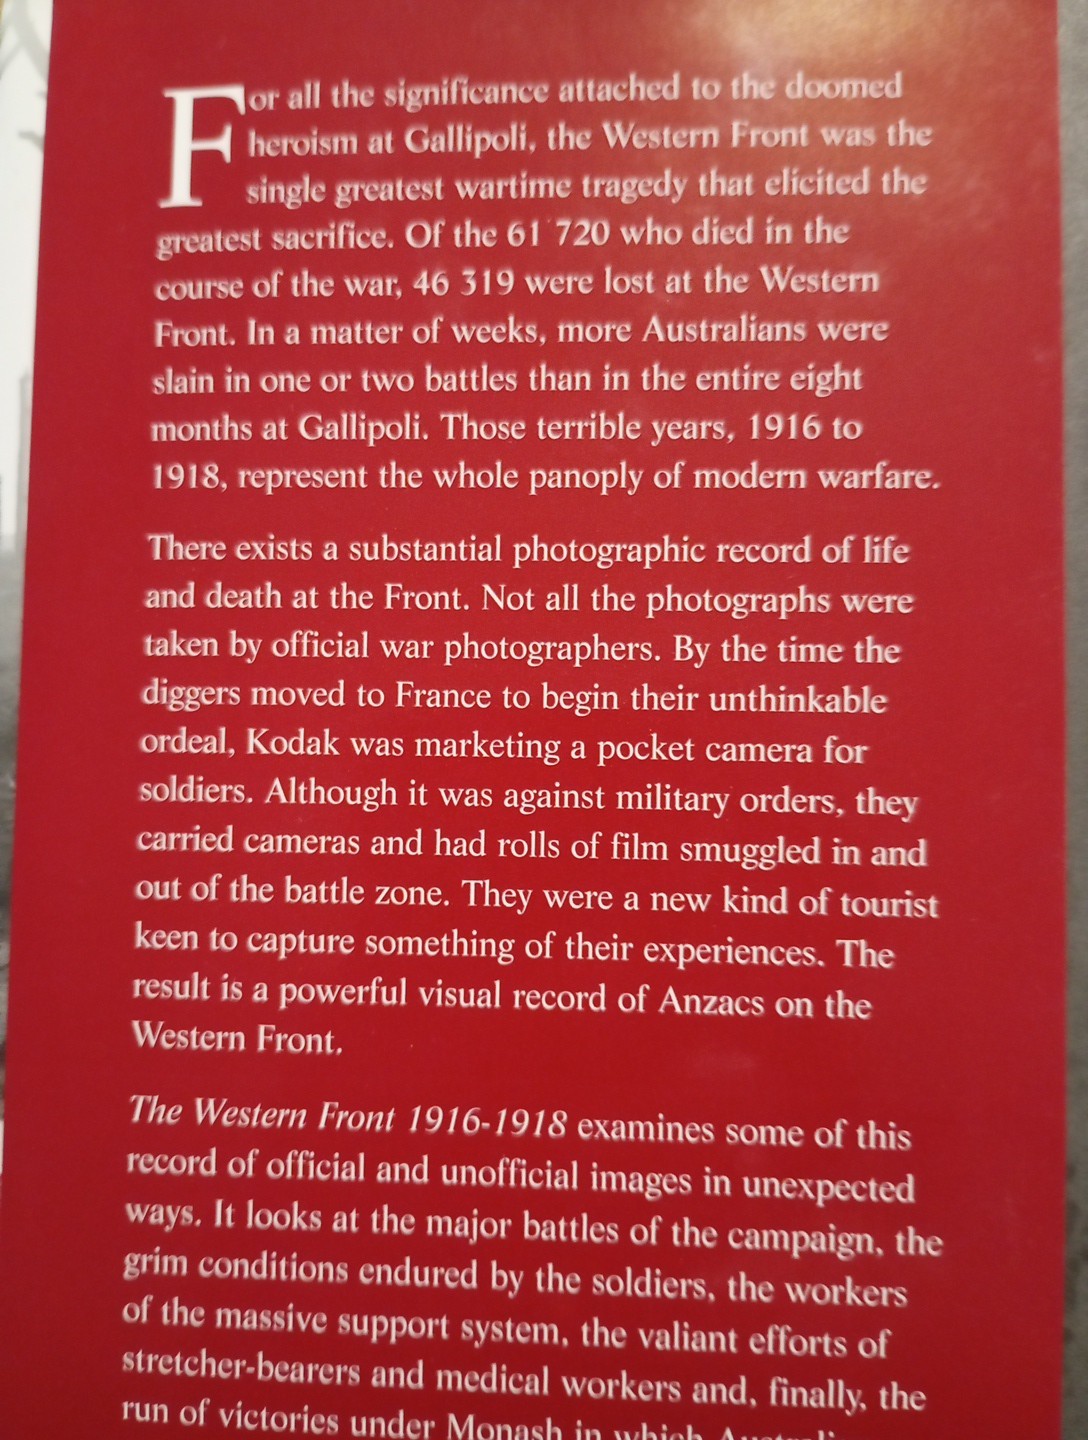 For all the significance attached to the doomed
heroism at Gallipoli, the Western Front was the
single greatest wartime tragedy that elicited the
greatest sacrifice. Of the 61 720 who died in the
course of the war, 46 319 were lost at the Western
Front. In a matter of weeks, more Australians were
slain in one or two battles than in the entire eight
months at Gallipoli. Those terrible years, 1916 to
1918, represent the whole panoply of modern warfare.
There exists a substantial photographic record of life
and death at the Front. Not all the photographs were
taken by official war photographers. By the time the
diggers moved to France to begin their unthinkable
ordeal, Kodak was marketing a pocket camera for
soldiers. Although it was against military orders, they
carried cameras and had rolls of film smuggled in and
out of the battle zone. They were a new kind of tourist
keen to capture something of their experiences. The
result is a powerful visual record of Anzacs on the
Western Front.
The Western Front 1916-1918 examines some of this
record of official and unofficial images in unexpected
ways. It looks at the major battles of the campaign, the
grim conditions endured by the soldiers, the workers
of the massive support system, the valiant efforts of
stretcher-bearers and medical workers and, finally, the
run of victories under Monash in which